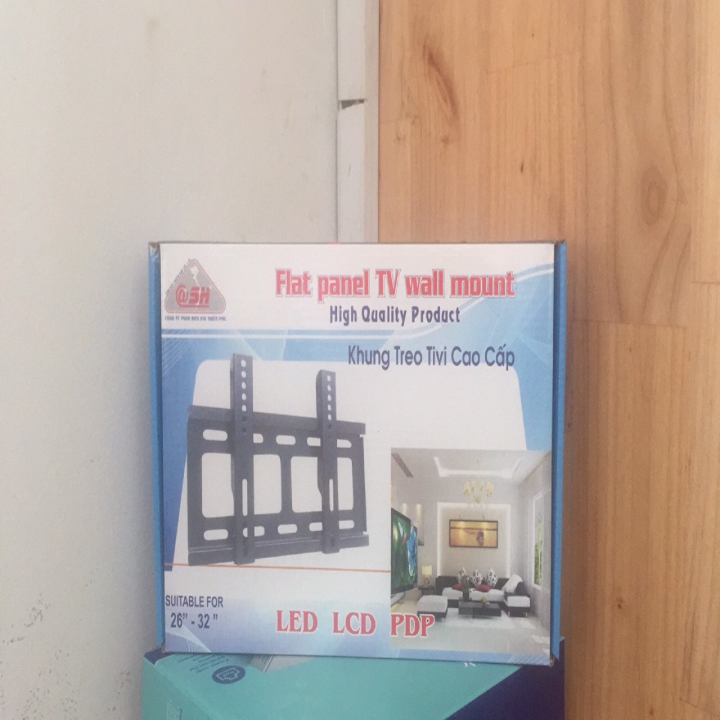 @SH
Flat panel TV wall mount
High Quality Product
Khung Treo Tivi Cao Cấp
SUITABLE FOR
26" - 32 "
LED LCD PDP